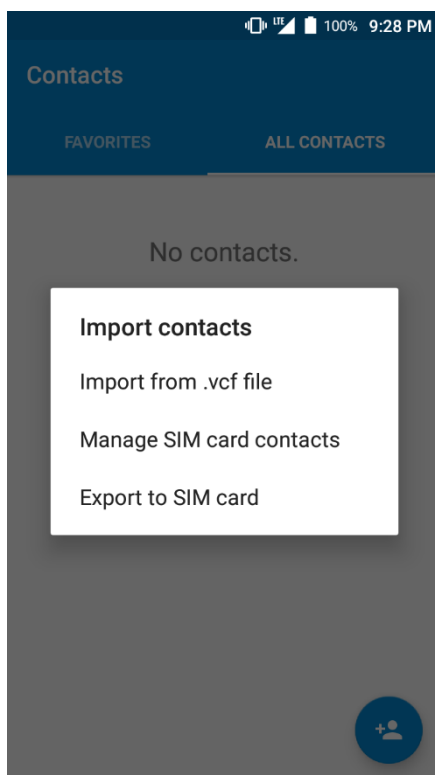 LTE 100% 9:28 PM
Contacts
FAVORITES ALL CONTACTS
No contacts.
Import contacts
Import from .vcf file
Manage SIM card contacts
Export to SIM card